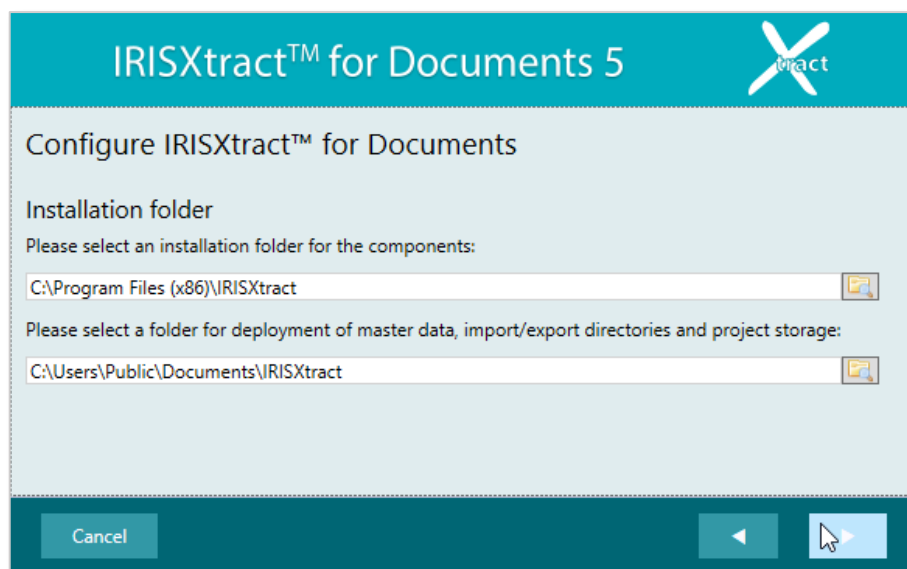 IRISXtract™ for Documents 5
Xtract
Configure IRISXtract™ for Documents
Installation folder
Please select an installation folder for the components:
C:\Program Files (x86)\IRISXtract
Please select a folder for deployment of master data, import/export directories and project storage:
C:\Users\Public\Documents\IRISXtract
Cancel